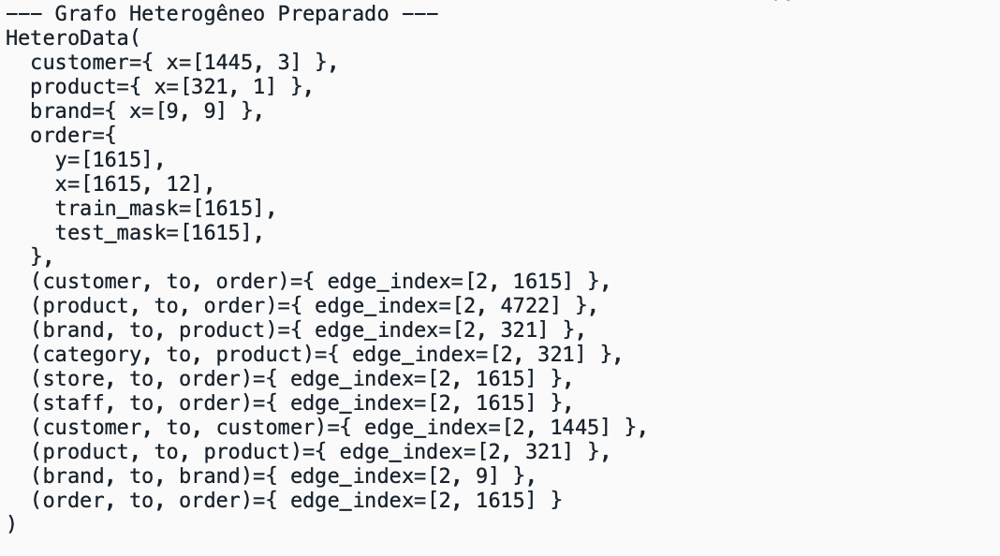 --- Grafo Heterogêneo Preparado ---
HeteroData(
  customer={ x=[1445, 3] },
  product={ x=[321, 1] },
  brand={ x=[9, 9] },
  order={
    y=[1615],
    x=[1615, 12],
    train_mask=[1615],
    test_mask=[1615],
  },
  (customer, to, order)={ edge_index=[2, 1615] },
  (product, to, order)={ edge_index=[2, 4722] },
  (brand, to, product)={ edge_index=[2, 321] },
  (category, to, product)={ edge_index=[2, 321] },
  (store, to, order)={ edge_index=[2, 1615] },
  (staff, to, order)={ edge_index=[2, 1615] },
  (customer, to, customer)={ edge_index=[2, 1445] },
  (product, to, product)={ edge_index=[2, 321] },
  (brand, to, brand)={ edge_index=[2, 9] },
  (order, to, order)={ edge_index=[2, 1615] }
)